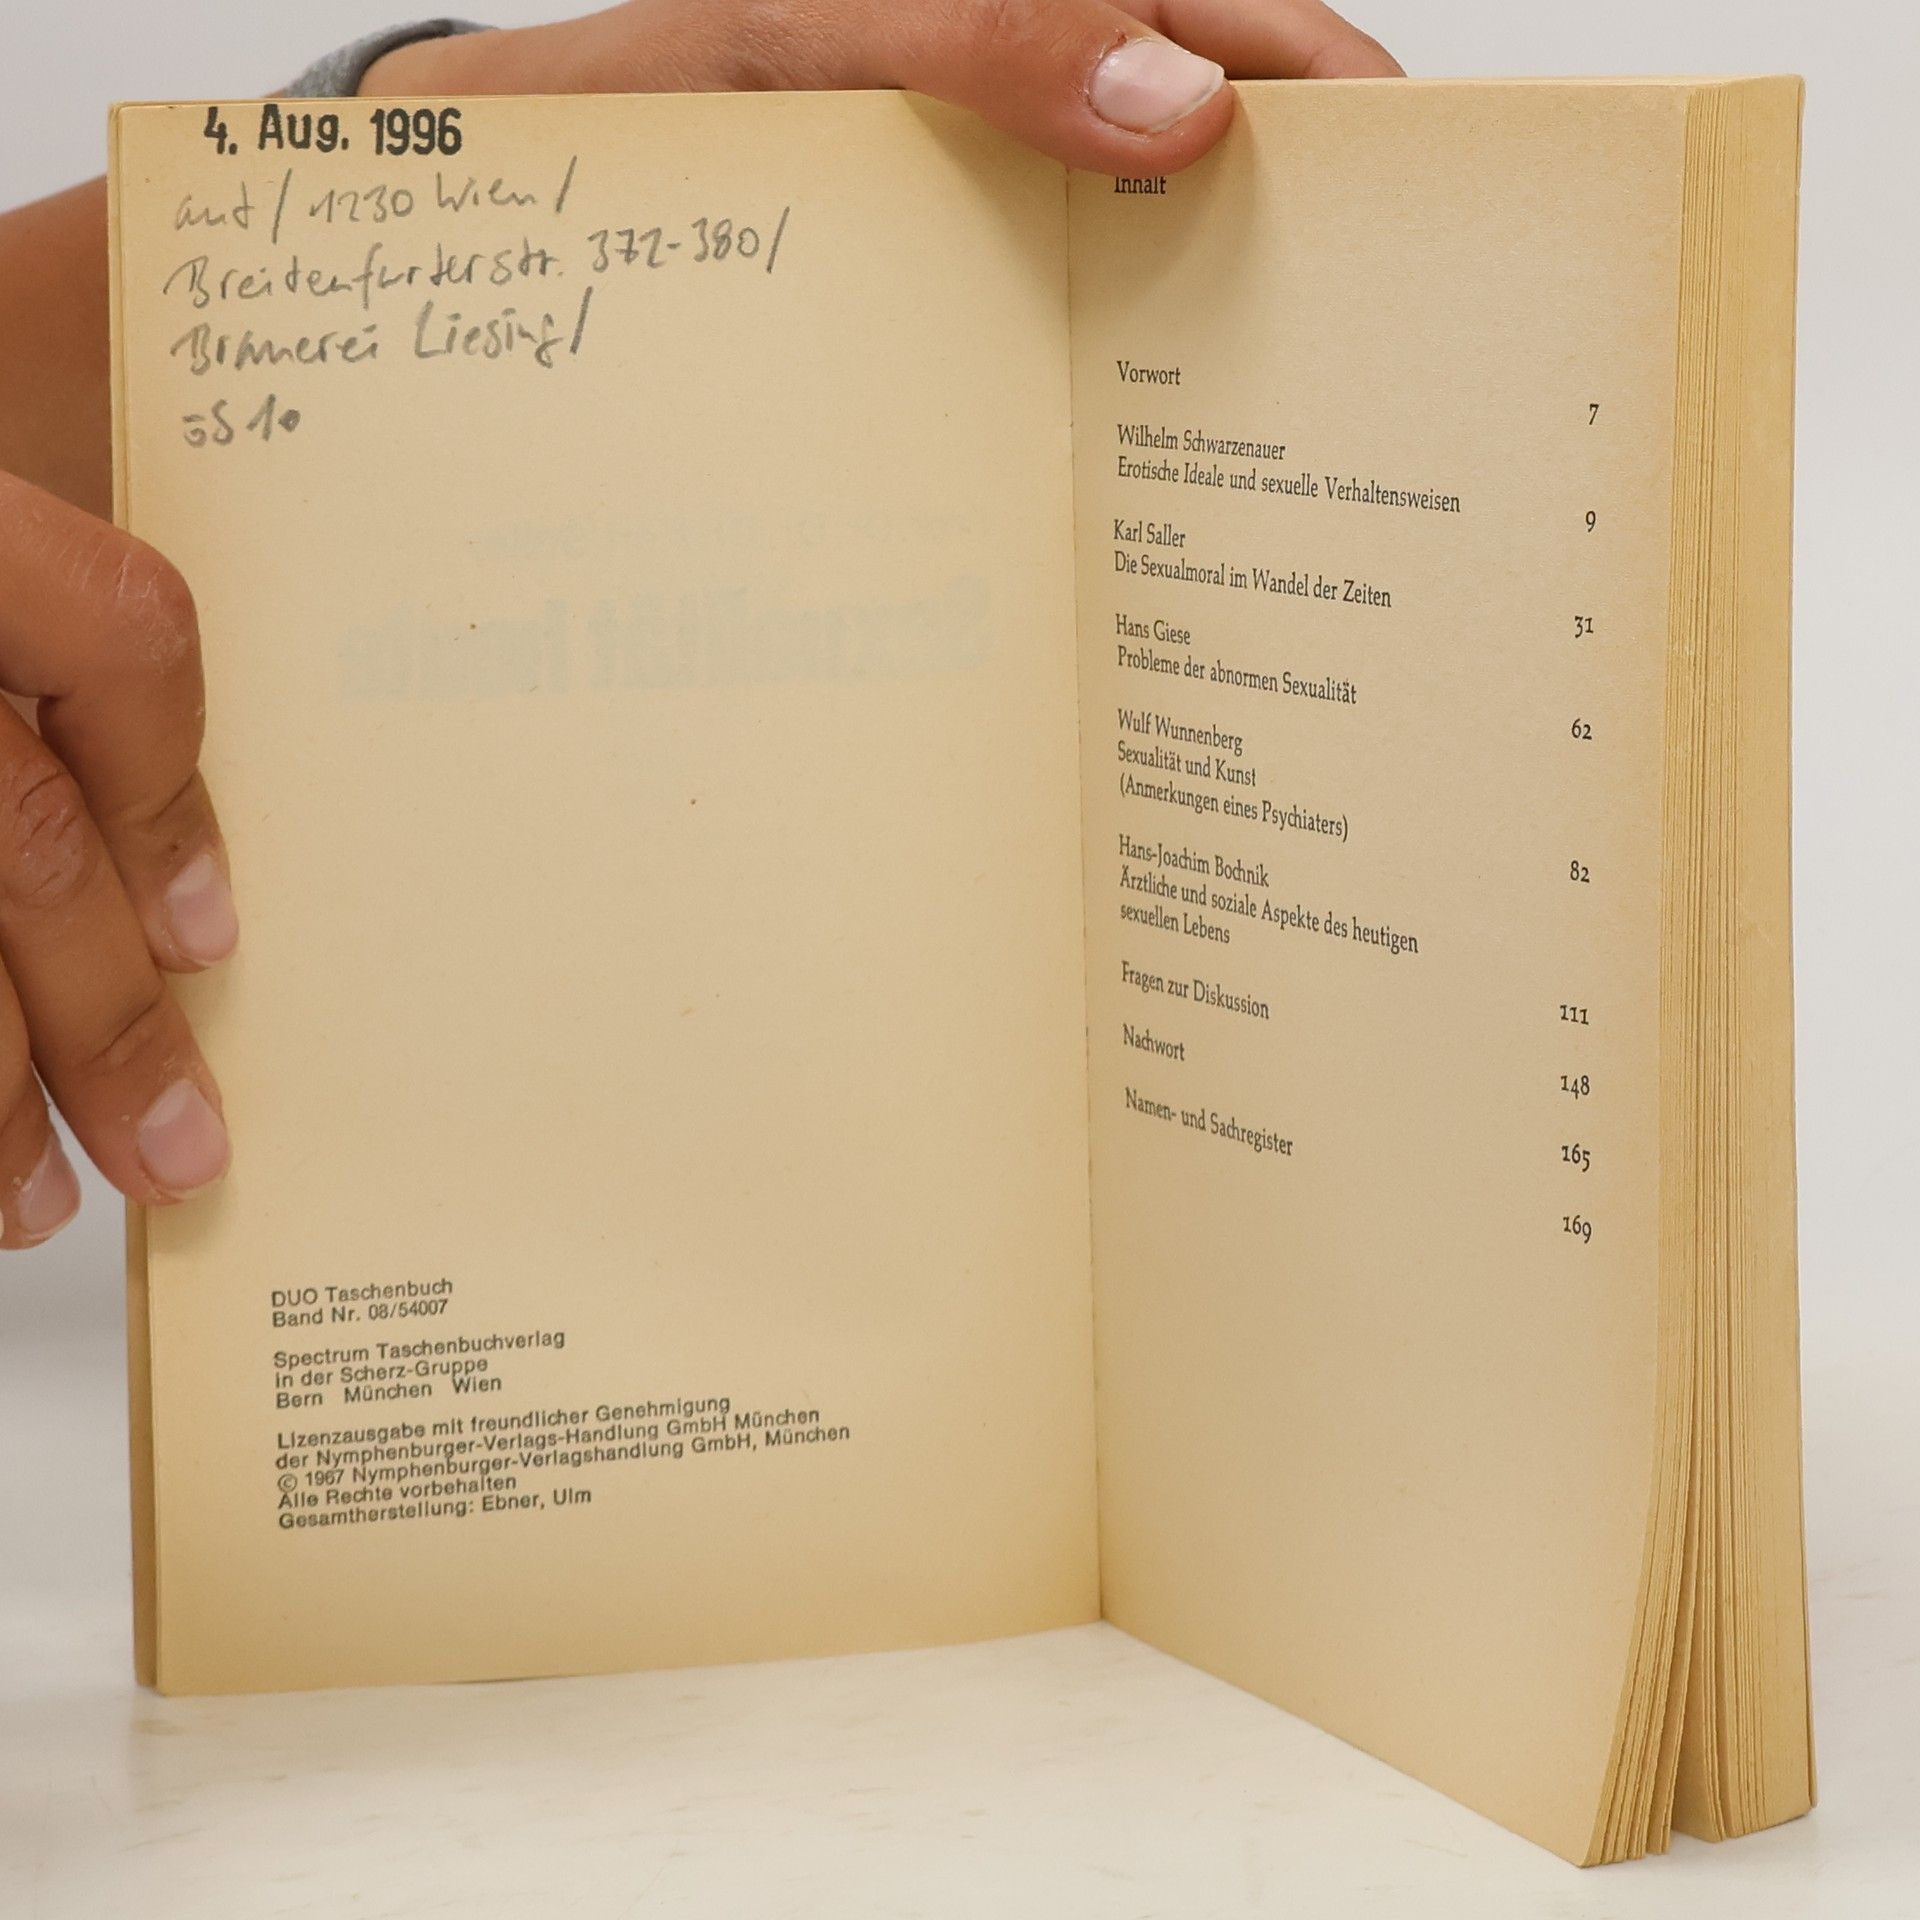 4. Aug. 1996
ant / 1230 Wien /
Breitenfurterstr. 372-380 /
Brauerei Liesing /
öS 10
DUO Taschenbuch
Band Nr. 08/54007
Spectrum Taschenbuchverlag
in der Scherz-Gruppe
Bern München Wien
Lizenzausgabe mit freundlicher Genehmigung
der Nymphenburger-Verlags-Handlung GmbH München
© 1967 Nymphenburger-Verlagshandlung GmbH, München
Alle Rechte vorbehalten
Gesamtherstellung: Ebner, Ulm
Inhalt
Vorwort
7
Wilhelm Schwarzenauer
Erotische Ideale und sexuelle Verhaltensweisen
9
Karl Saller
Die Sexualmoral im Wandel der Zeiten
31
Hans Giese
Probleme der abnormen Sexualität
62
Wulf Wunnenberg
Sexualität und Kunst
(Anmerkungen eines Psychiaters)
82
Hans-Joachim Bochnik
Ärztliche und soziale Aspekte des heutigen
sexuellen Lebens
111
Fragen zur Diskussion
148
Nachwort
165
Namen- und Sachregister
169